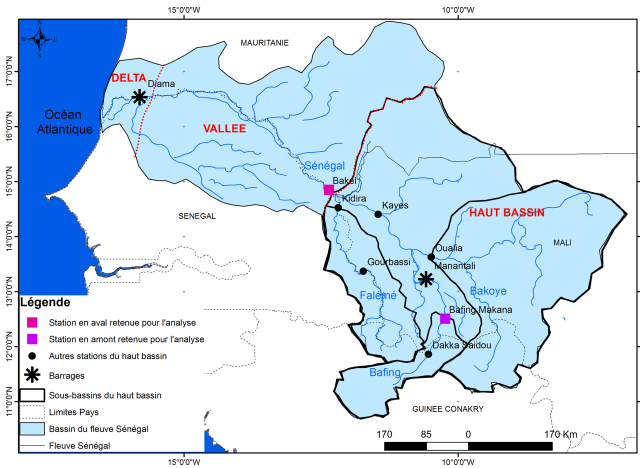 15°0'0"W
10°0'0"W
MAURITANIE
N
W
E
S
17°0'0"N
DELTA
Diama
Océan
Atlantique
VALLEE
16°0'0"N
Sénégal
Bakel
15°0'0"N
Kidira
Kayes
HAUT BASSIN
SENEGAL
14°0'0"N
Oualia
MALI
Gourbassi
Manantali
13°0'0"N
Falémé
Bakoye
Légende
Bafing Makana
Station en aval retenue pour l'analyse
Station en amont retenue pour l'analyse
12°0'0"N
Dakka Saidou
Autres stations du haut bassin
Bafing
Barrages
Sous-bassins du haut bassin
11°0'0"N
Limites Pays
GUINEE CONAKRY
Bassin du fleuve Sénégal
170 85 0 170 Km
Fleuve Sénégal
15°0'0"W
10°0'0"W